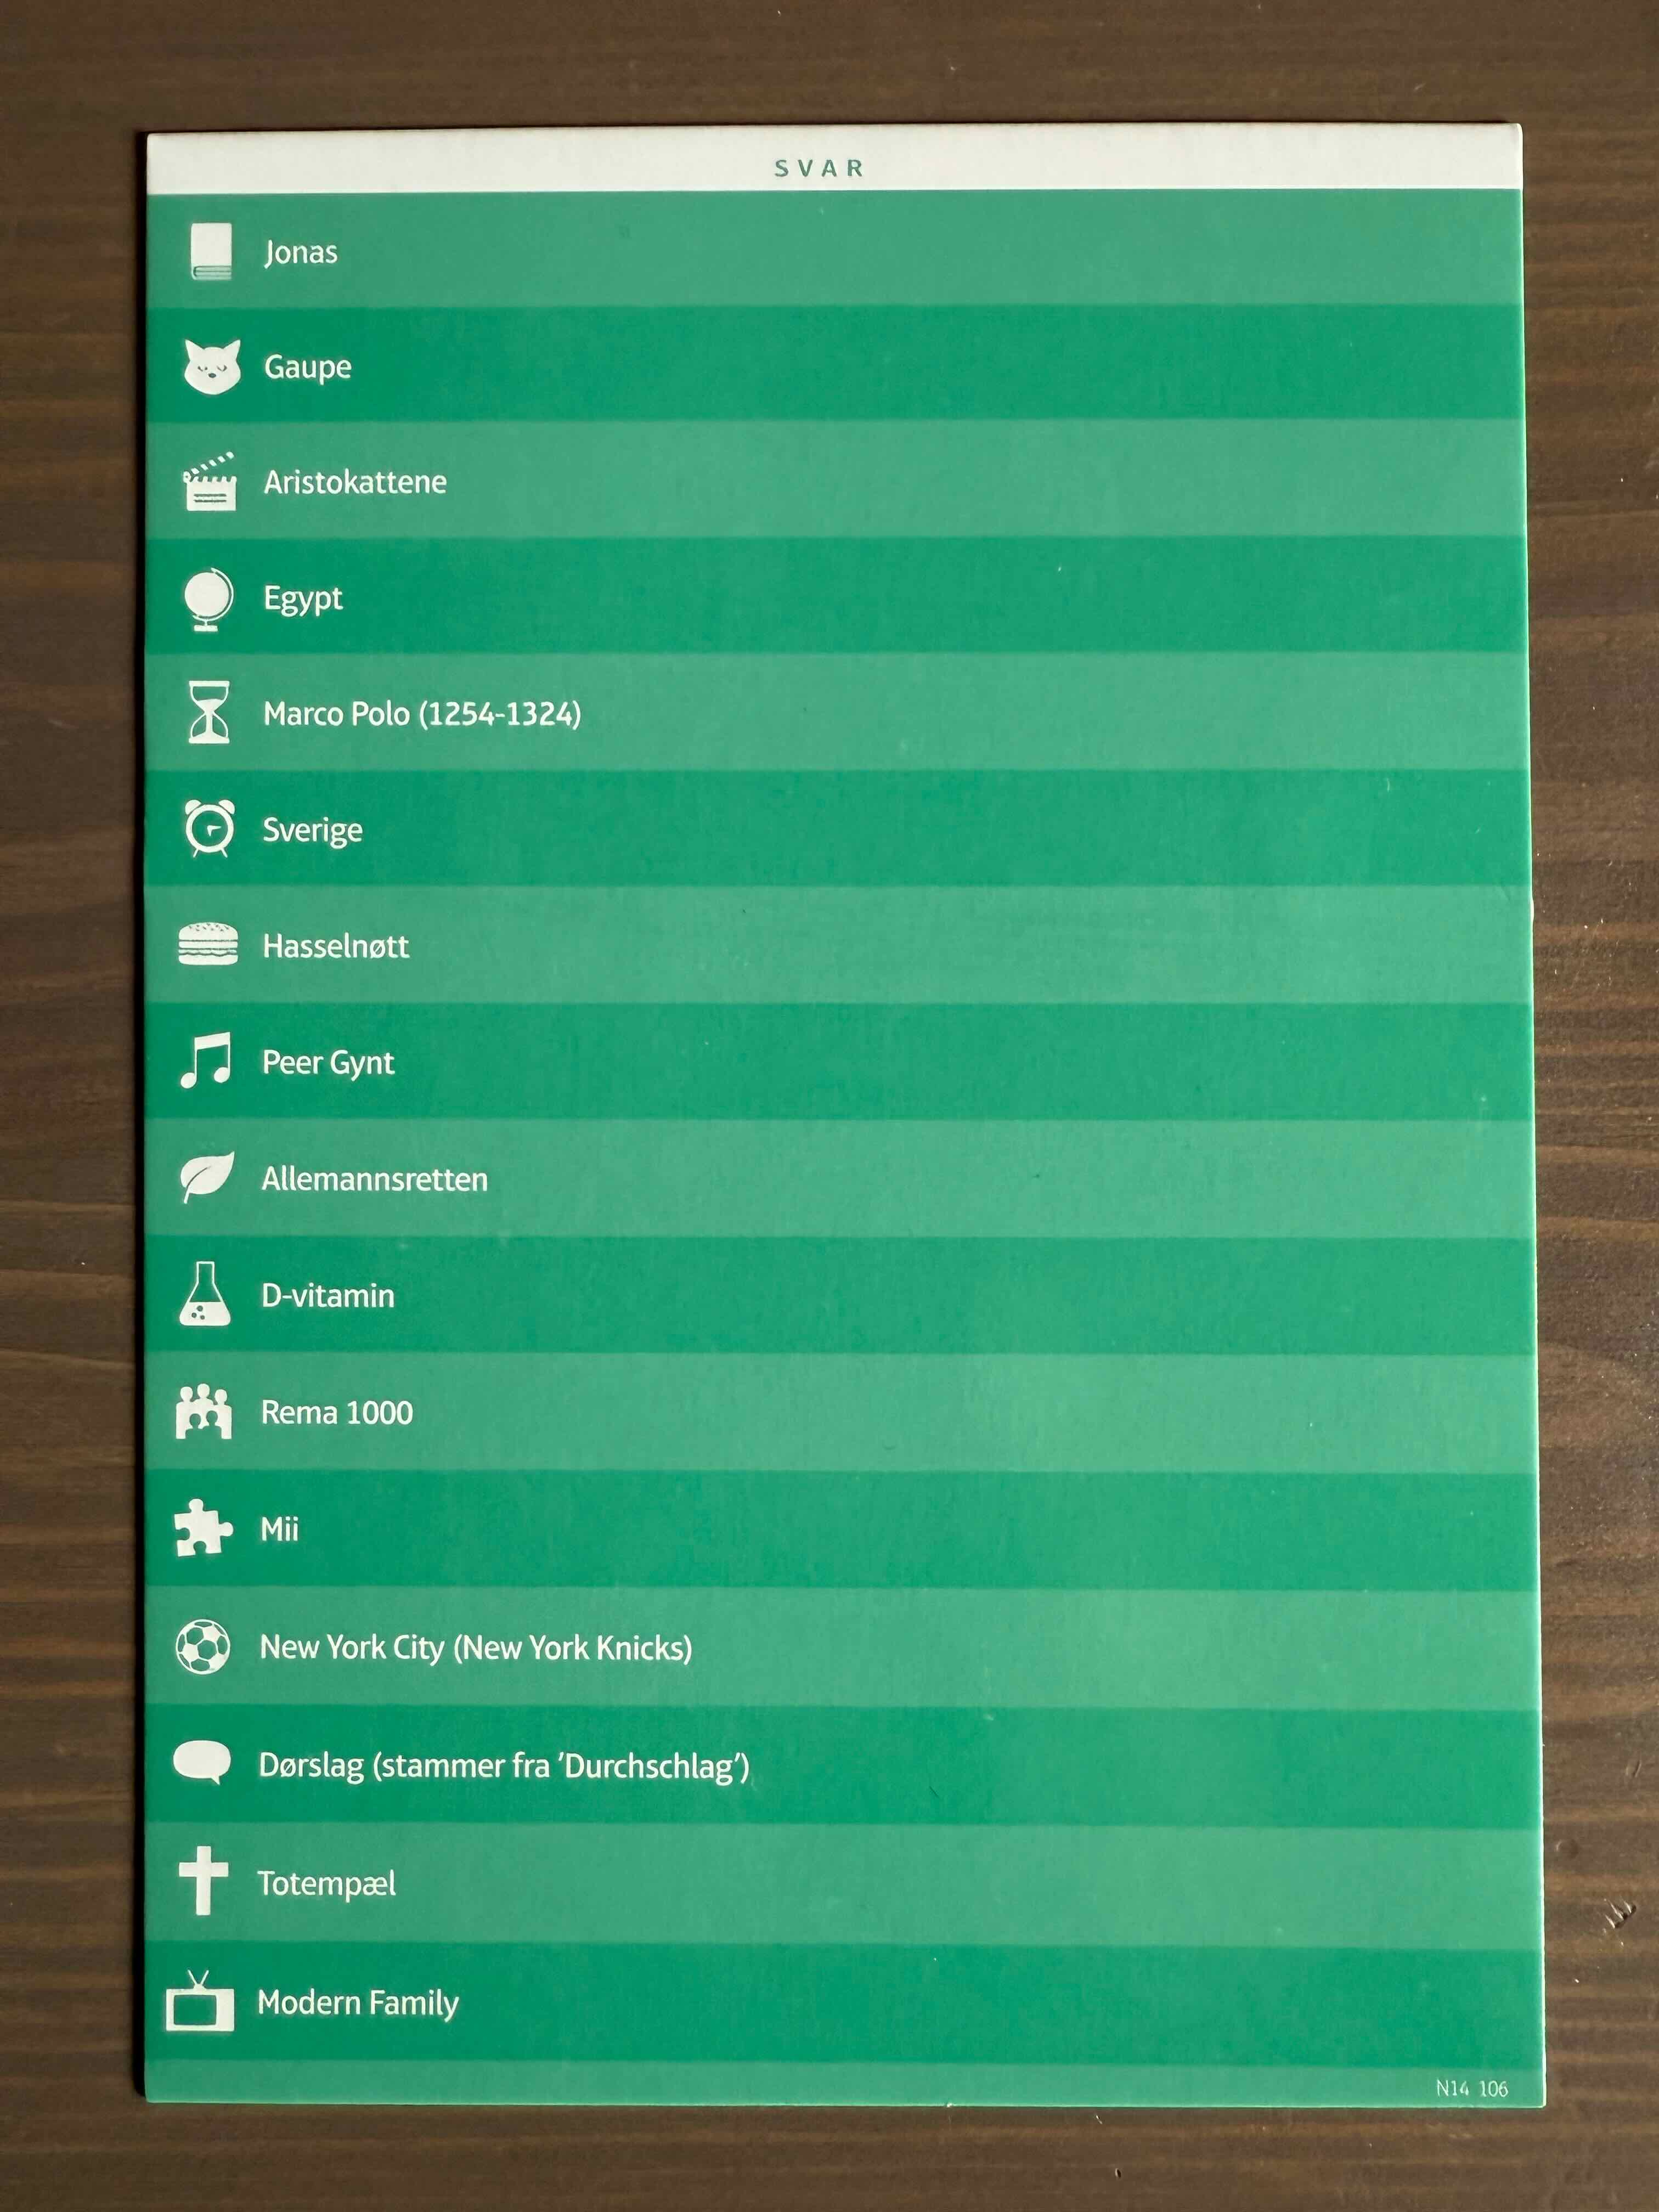 SVAR
Jonas
Gaupe
Aristokattene
Egypt
Marco Polo (1254-1324)
Sverige
Hasselnøtt
Peer Gynt
Allemannsretten
D-vitamin
Rema 1000
Mii
New York City (New York Knicks)
Dørslag (stammer fra ’Durchschlag’)
Totempæl
Modern Family
N14 106